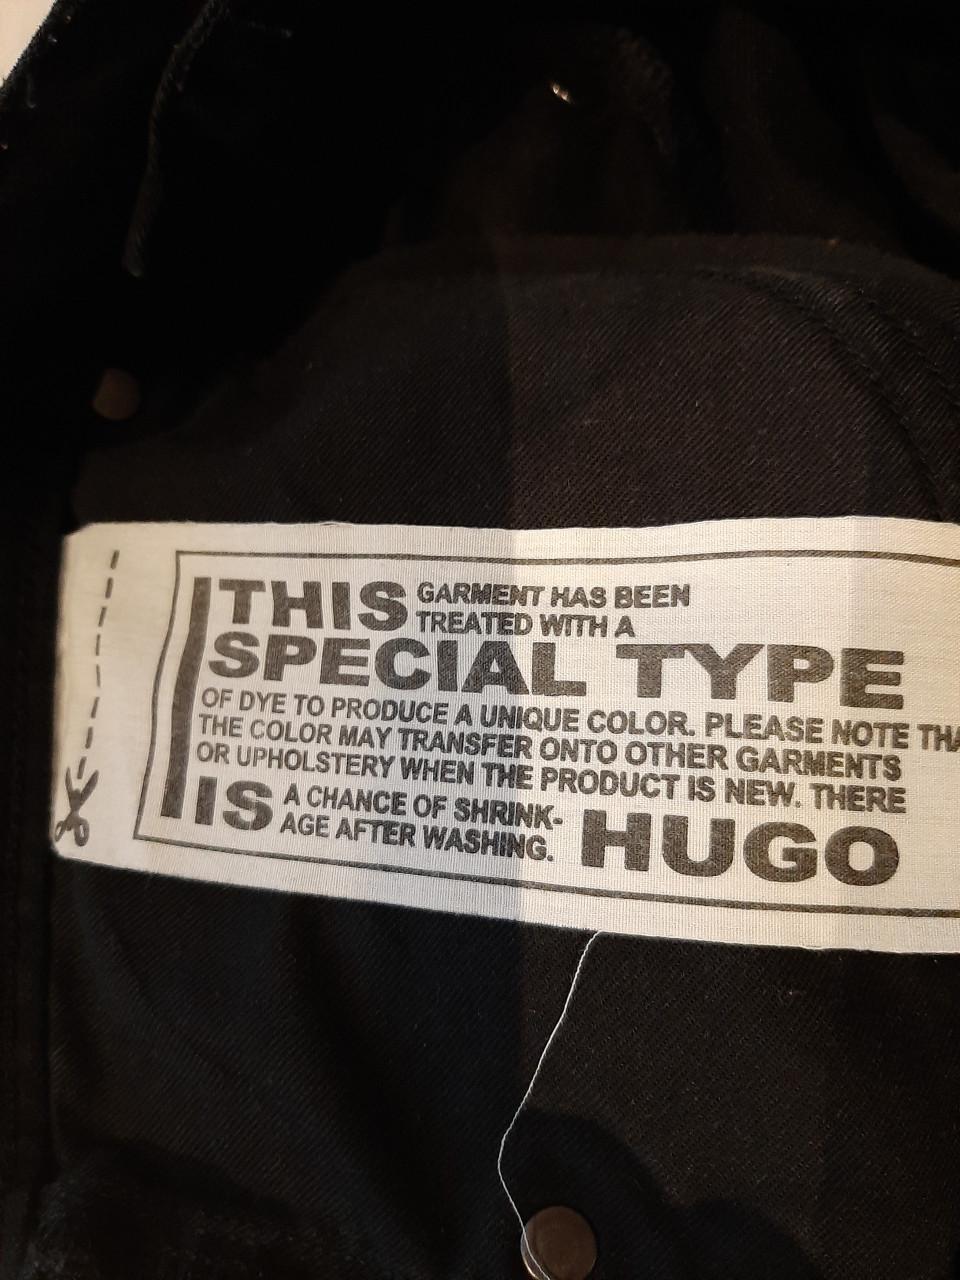 THIS GARMENT HAS BEEN
TREATED WITH A
SPECIAL TYPE
OF DYE TO PRODUCE A UNIQUE COLOR. PLEASE NOTE THA
THE COLOR MAY TRANSFER ONTO OTHER GARMENTS
OR UPHOLSTERY WHEN THE PRODUCT IS NEW. THERE
IS A CHANCE OF SHRINK-
AGE AFTER WASHING. HUGO